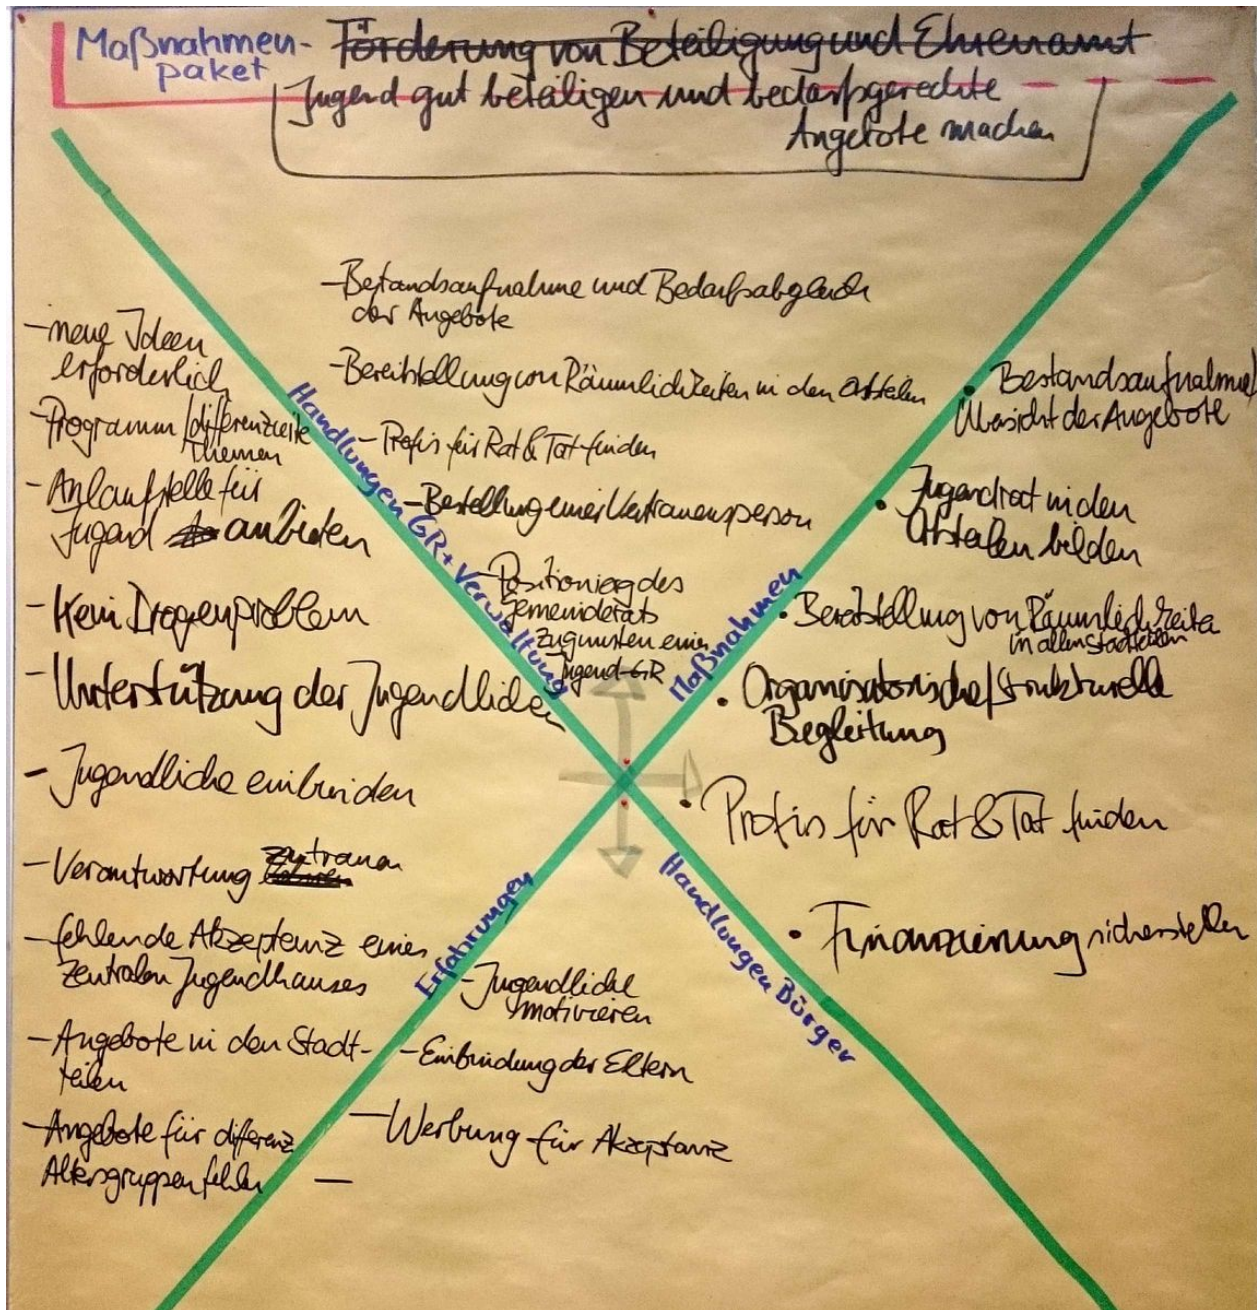 Maßnahmen-
paket
Förderung von Beteiligung und Ehrenamt
Jugend gut beteiligen und bedarfsgerechte
Angebote machen
- Bestandsaufnahme und Bedarfsabgleich
der Angebote
- Bereitstellung von Räumlichkeiten in den Ortsteilen
- Profis für Rat & Tat finden
- Bestellung einer Vertrauensperson
- Positionierg des
Gemeinderats
zugunsten eines
Jugend-GR
Handlungen GR + Verwaltung
- neue Ideen
erforderlich
- Programm / differenzierte
Themen
- Anlaufstelle für
Jugend anbieten
- Kein Drogenproblem
- Unterstützung der Jugendlichen
- Jugendliche einbinden
- Verantwortung zutrauen
- fehlende Akzeptanz eines
zentralen Jugendhauses
- Angebote in den Stadt-
teilen
- Angebote für differenz.
Altersgruppen fehlen
Erfahrungen
Maßnahmen
• Bestandsaufnahme/
Übersicht der Angebote
• Jugendrat in den
Ortsteilen bilden
• Bereitstellung von Räumlichkeiten
in allen Stadtteilen
• Organisatorische/strukturelle
Begleitung
• Profis für Rat & Tat finden
• Finanzierung sicherstellen
Handlungen Bürger
- Jugendliche
motivieren
- Einbindung der Eltern
- Werbung für Akzeptanz
-